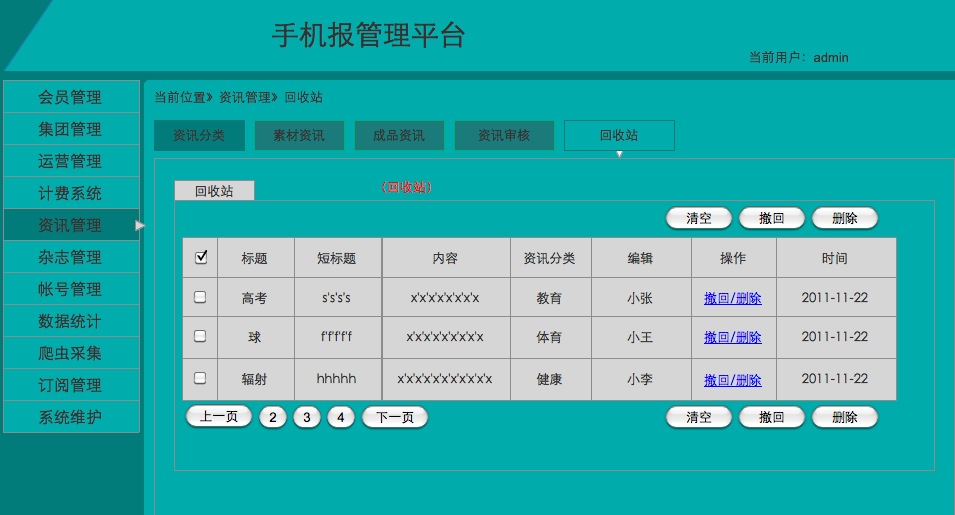 手机报管理平台
当前用户：admin
会员管理
集团管理
运营管理
计费系统
资讯管理
杂志管理
帐号管理
数据统计
爬虫采集
订阅管理
系统维护
当前位置》资讯管理》回收站
资讯分类 素材资讯 成品资讯 资讯审核 回收站
回收站 （回收站）
清空 撤回 删除
标题 短标题 内容 资讯分类 编辑 操作 时间
高考 s's's's x'x'x'x'x'x'x 教育 小张 撤回/删除 2011-11-22
球 f'f'f'f'f x'x'x'x'x'x'x'x 体育 小王 撤回/删除 2011-11-22
辐射 hhhhh x'x'x'x'x'x'x'x'x'x 健康 小李 撤回/删除 2011-11-22
上一页 2 3 4 下一页 清空 撤回 删除